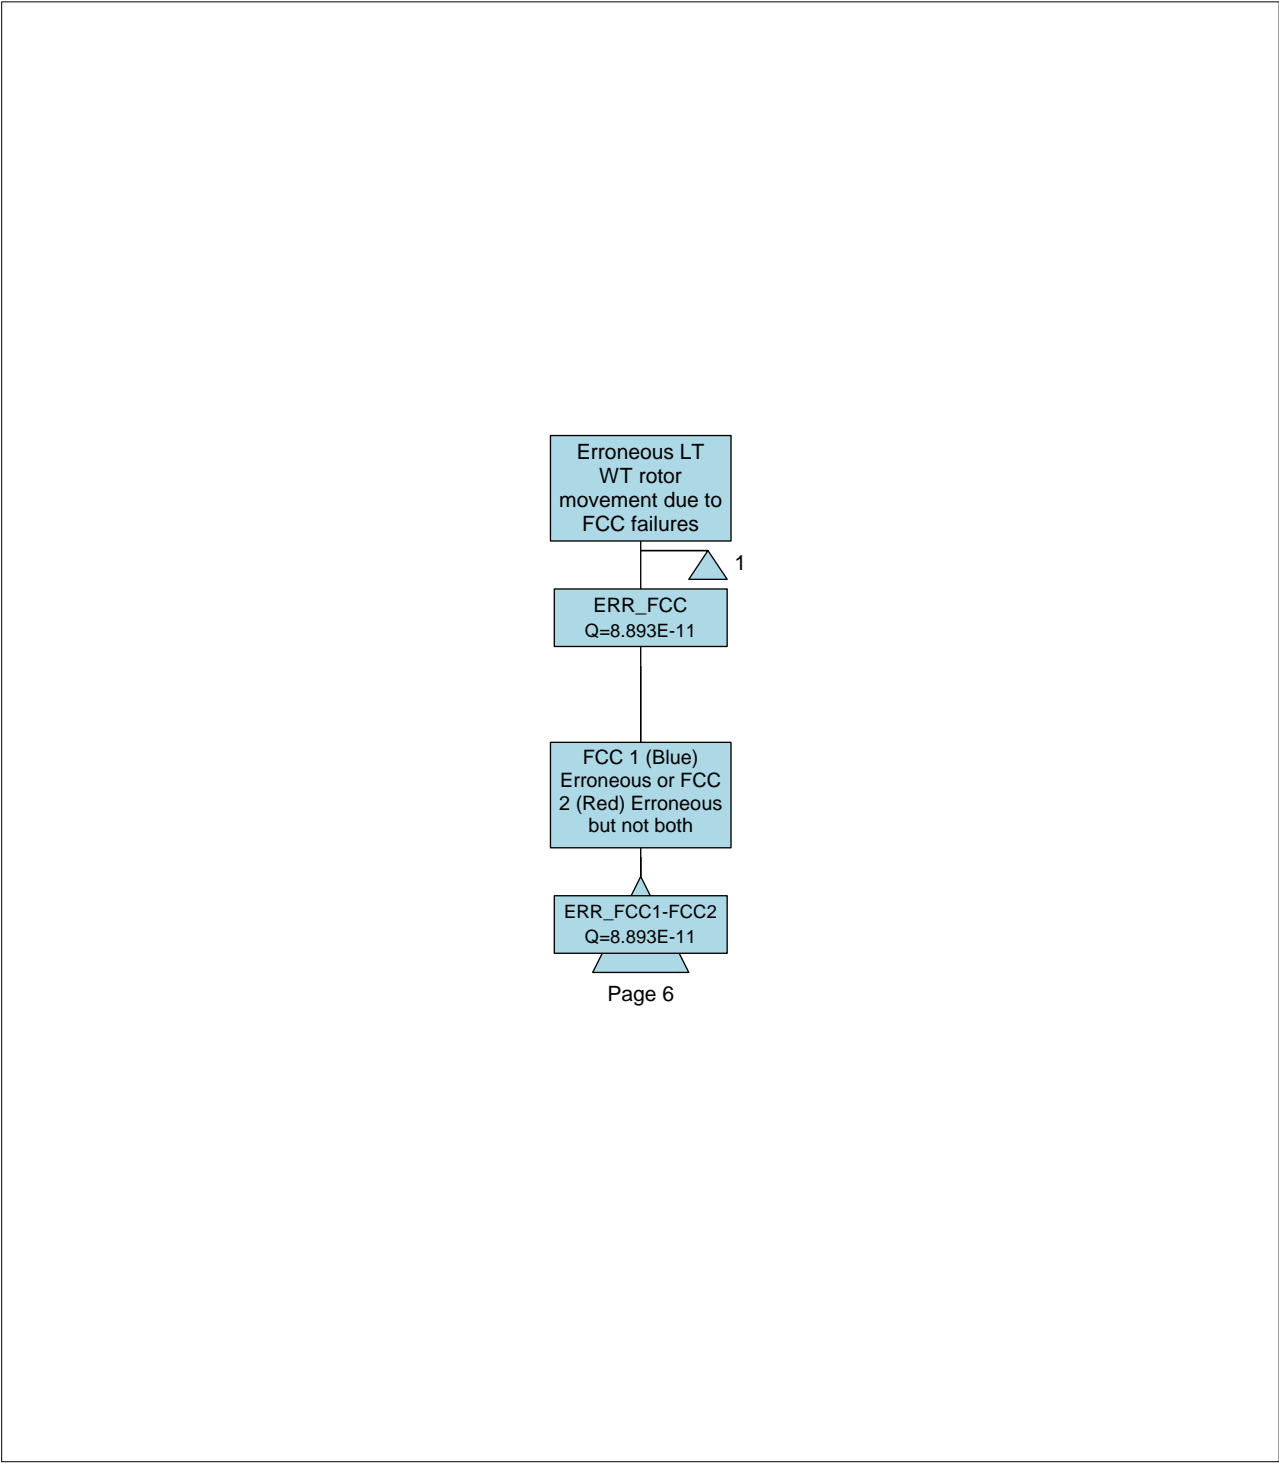 Erroneous LT
WT rotor
movement due to
FCC failures
1
ERR_FCC
Q=8.893E-11
FCC 1 (Blue)
Erroneous or FCC
2 (Red) Erroneous
but not both
ERR_FCC1-FCC2
Q=8.893E-11
Page 6